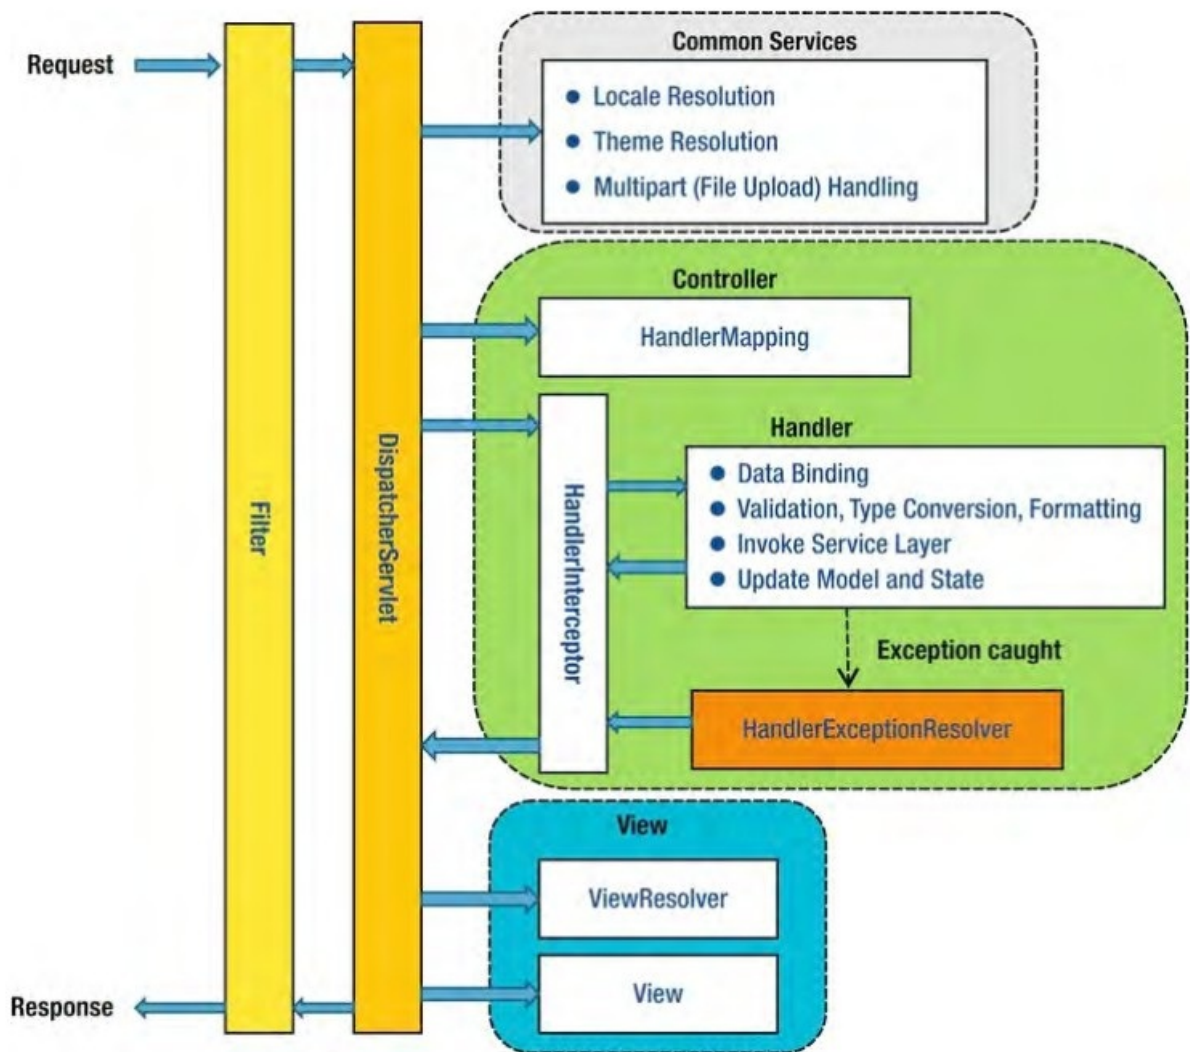 Request
Filter
DispatcherServlet
Common Services
Locale Resolution
Theme Resolution
Multipart (File Upload) Handling
Controller
HandlerMapping
HandlerInterceptor
Handler
Data Binding
Validation, Type Conversion, Formatting
Invoke Service Layer
Update Model and State
Exception caught
HandlerExceptionResolver
View
ViewResolver
View
Response